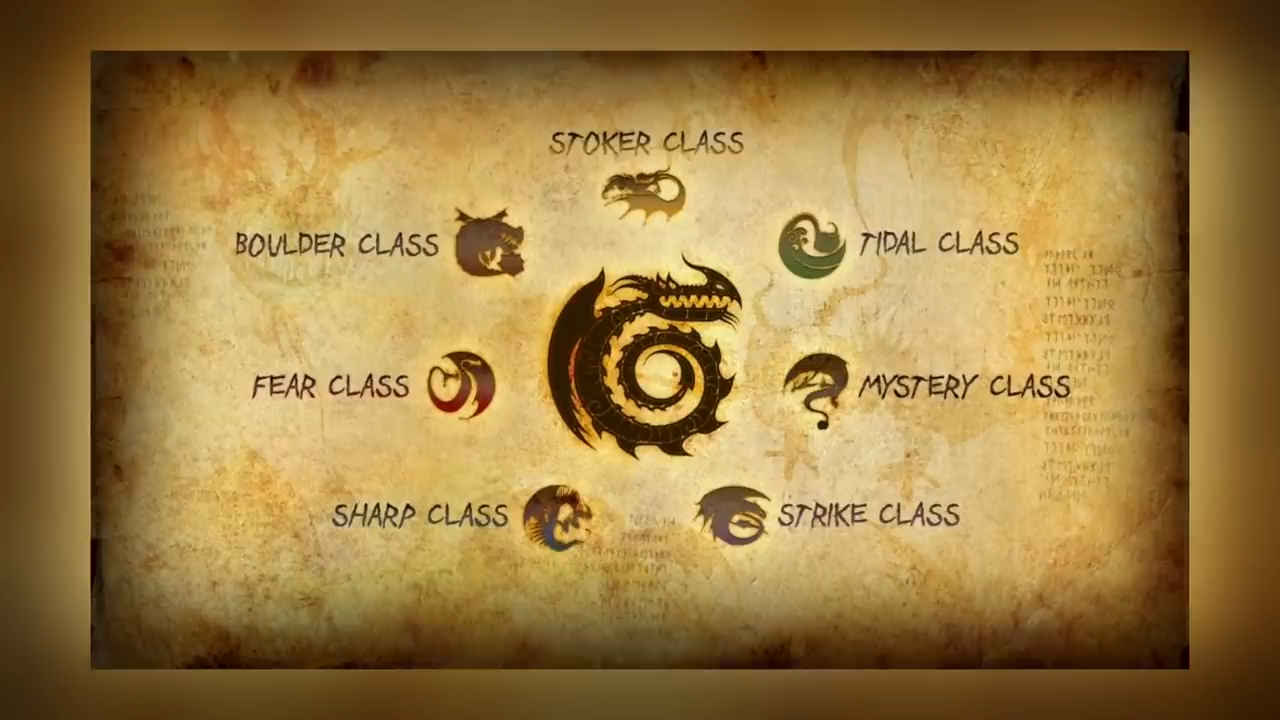 STOKER CLASS
BOULDER CLASS
TIDAL CLASS
FEAR CLASS
MYSTERY CLASS
SHARP CLASS
STRIKE CLASS